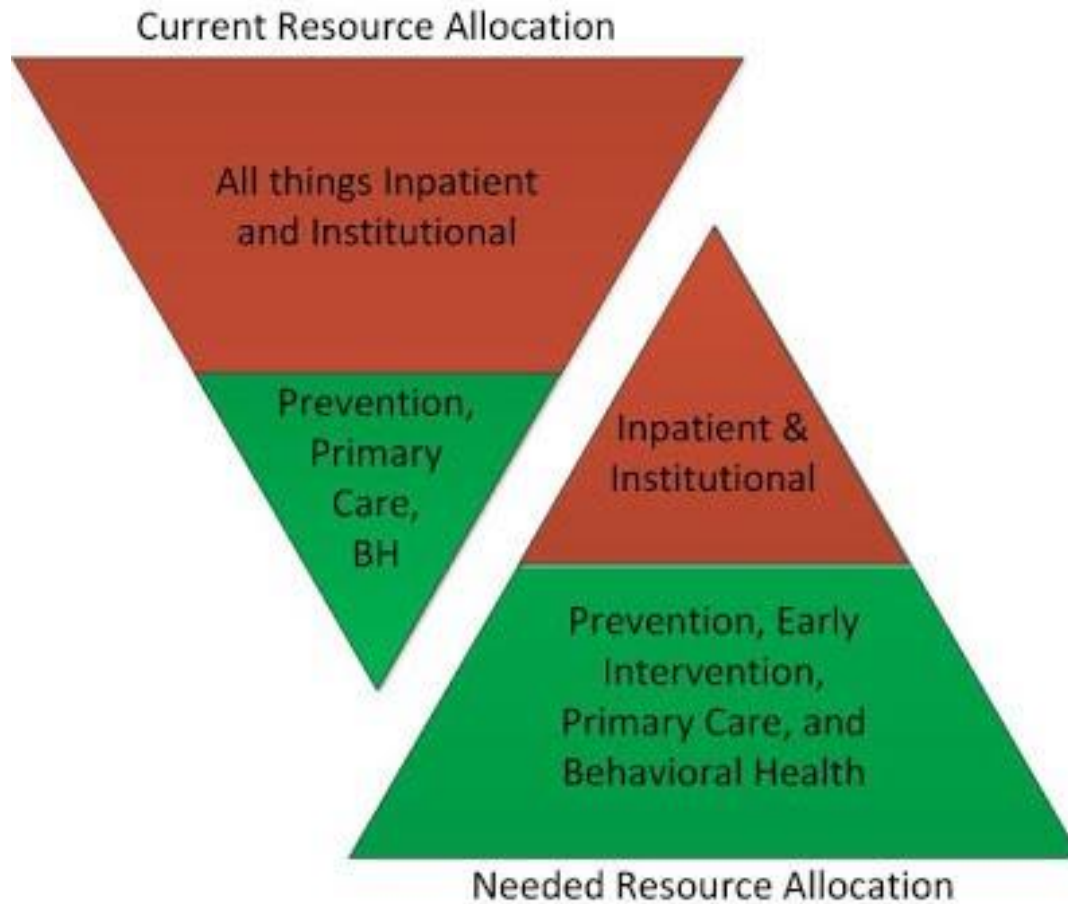 Current Resource Allocation
All things Inpatient
and Institutional
Prevention,
Primary
Care,
BH
Inpatient &
Institutional
Prevention, Early
Intervention,
Primary Care, and
Behavioral Health
Needed Resource Allocation